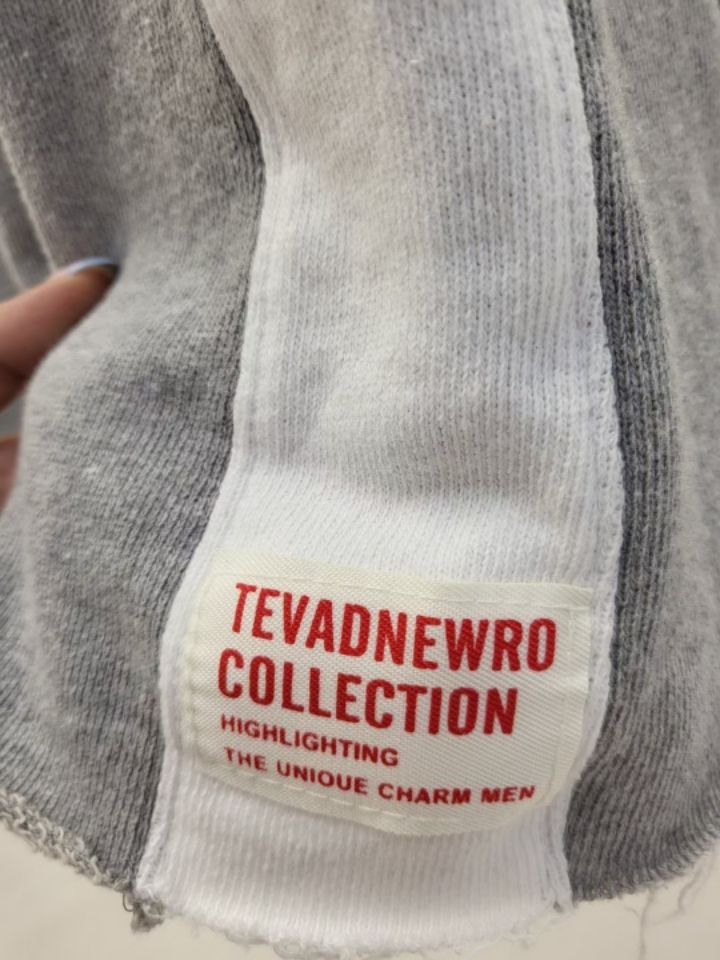 TEVADNEWRO
COLLECTION
HIGHLIGHTING
THE UNIOUE CHARM MEN